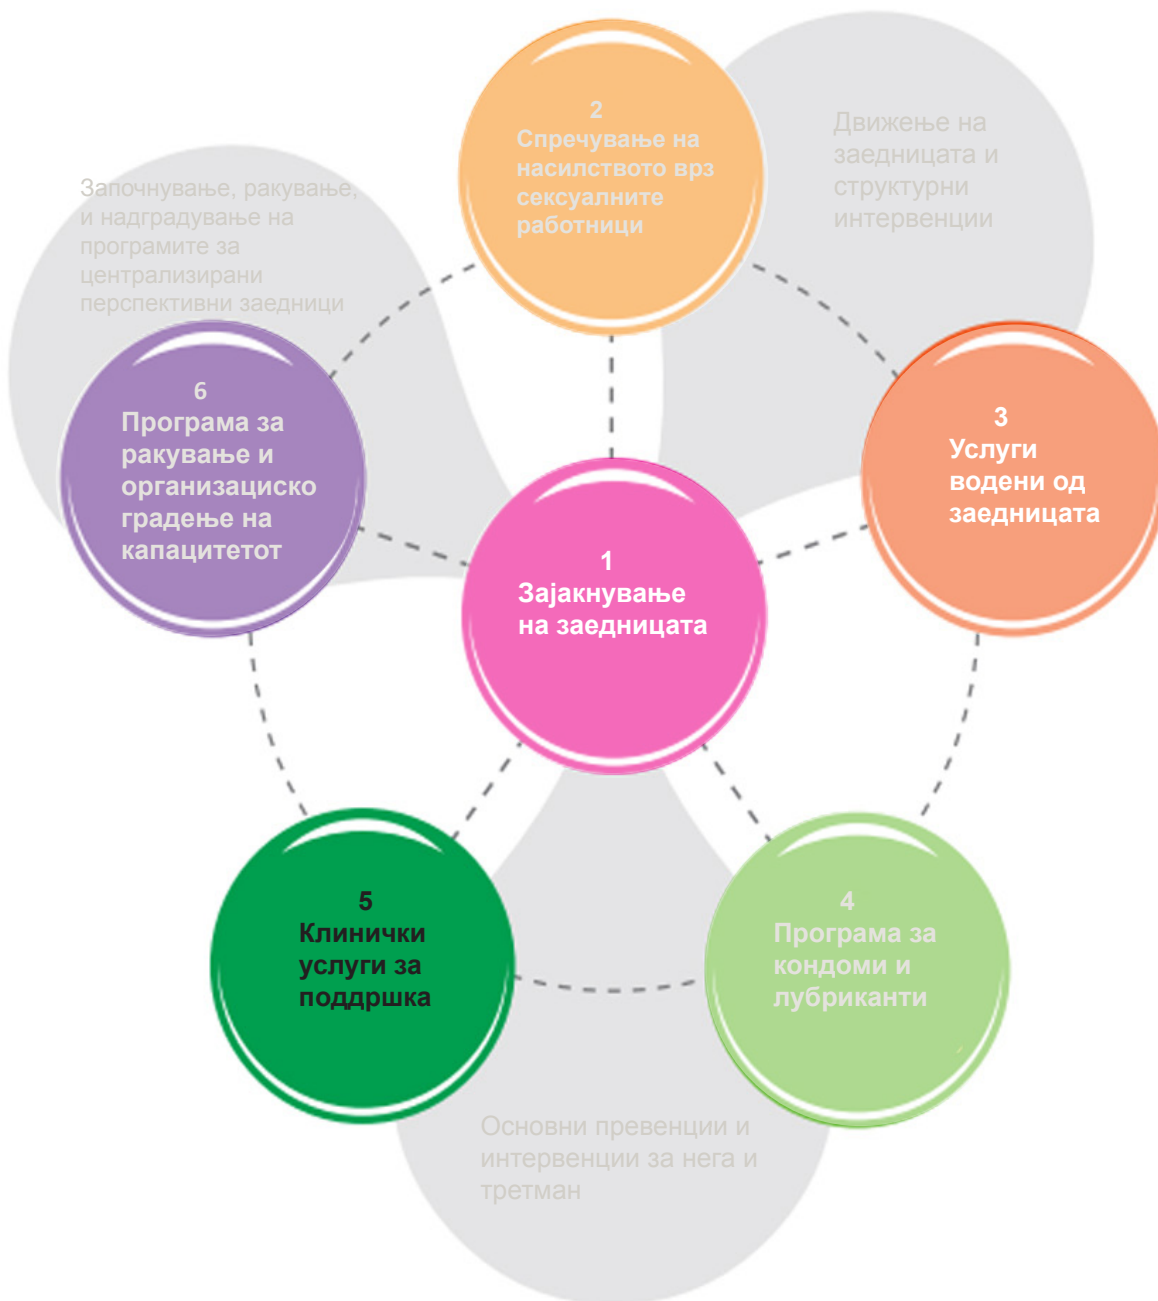 2
Спречување на
насилството врз
сексуалните
работници
Движење на
заедницата и
структурни
интервенции
Започнување, ракување,
и надградување на
програмите за
централизирани
перспективни заедници
6
Програма за
ракување и
организациско
градење на
капацитетот
3
Услуги
водени од
заедницата
1
Зајакнување
на заедницата
5
Клинички
услуги за
поддршка
4
Програма за
кондоми и
лубриканти
Основни превенции и
интервенции за нега и
третман